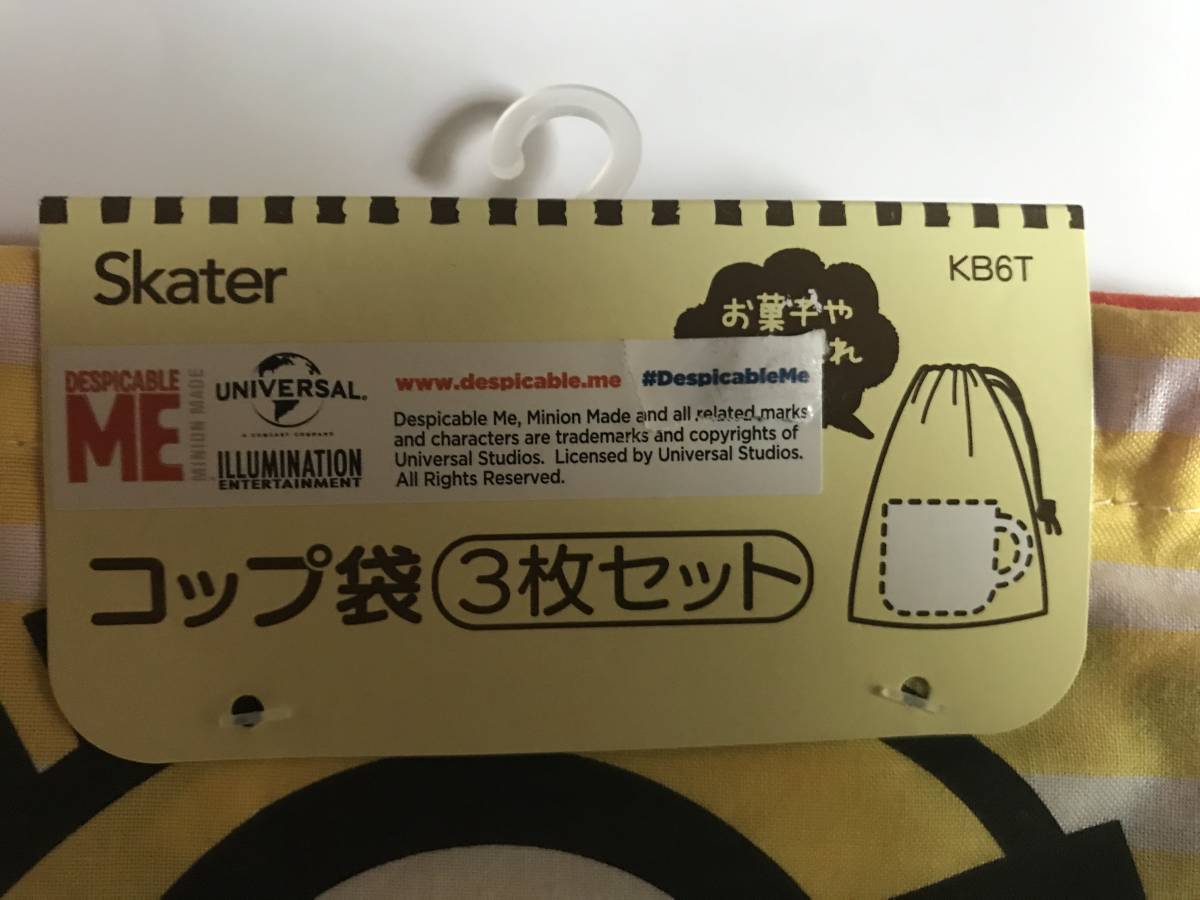 Skater
KB6T
お菓子や
れ
DESPICABLE
ME
MINION MADE
UNIVERSAL
A COMCAST COMPANY
ILLUMINATION
ENTERTAINMENT
www.despicable.me #DespicableMe
Despicable Me, Minion Made and all related marks
and characters are trademarks and copyrights of
Universal Studios. Licensed by Universal Studios.
All Rights Reserved.
コップ袋 3枚セット